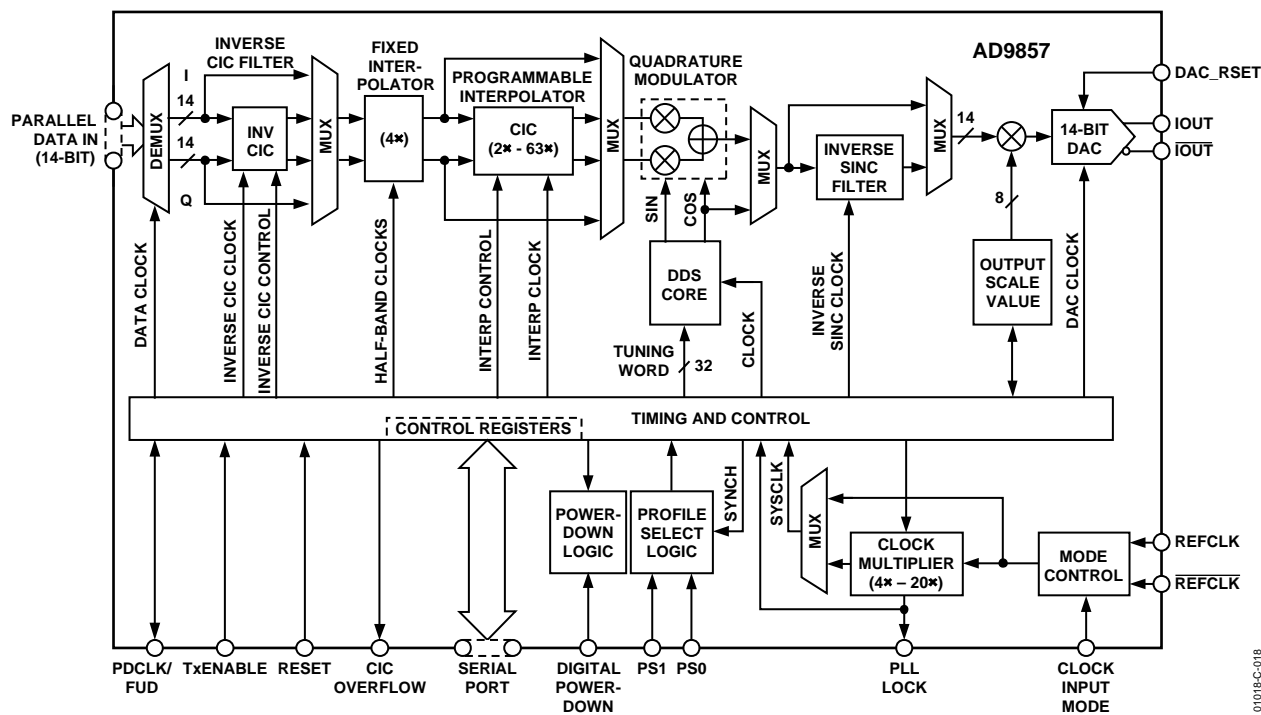 AD9857
INVERSE
CIC FILTER
FIXED
INTER-
POLATOR
PROGRAMMABLE
INTERPOLATOR
QUADRATURE
MODULATOR
PARALLEL
DATA IN
(14-BIT)
DEMUX
I
14
14
Q
INV
CIC
MUX
(4×)
CIC
(2× - 63×)
MUX
MUX
INVERSE
SINC
FILTER
MUX
14
14-BIT
DAC
DAC_RSET
IOUT
IOUT
8
SIN
COS
DDS
CORE
OUTPUT
SCALE
VALUE
DATA CLOCK
INVERSE CIC CLOCK
INVERSE CIC CONTROL
HALF-BAND CLOCKS
INTERP CONTROL
INTERP CLOCK
TUNING
WORD
32
CLOCK
INVERSE
SINC CLOCK
DAC CLOCK
TIMING AND CONTROL
CONTROL REGISTERS
POWER-
DOWN
LOGIC
PROFILE
SELECT
LOGIC
SYNCH
SYSCLK
MUX
CLOCK
MULTIPLIER
(4× – 20×)
MODE
CONTROL
REFCLK
REFCLK
PDCLK/
FUD
TxENABLE
RESET
CIC
OVERFLOW
SERIAL
PORT
DIGITAL
POWER-
DOWN
PS1
PS0
PLL
LOCK
CLOCK
INPUT
MODE
01018-C-018